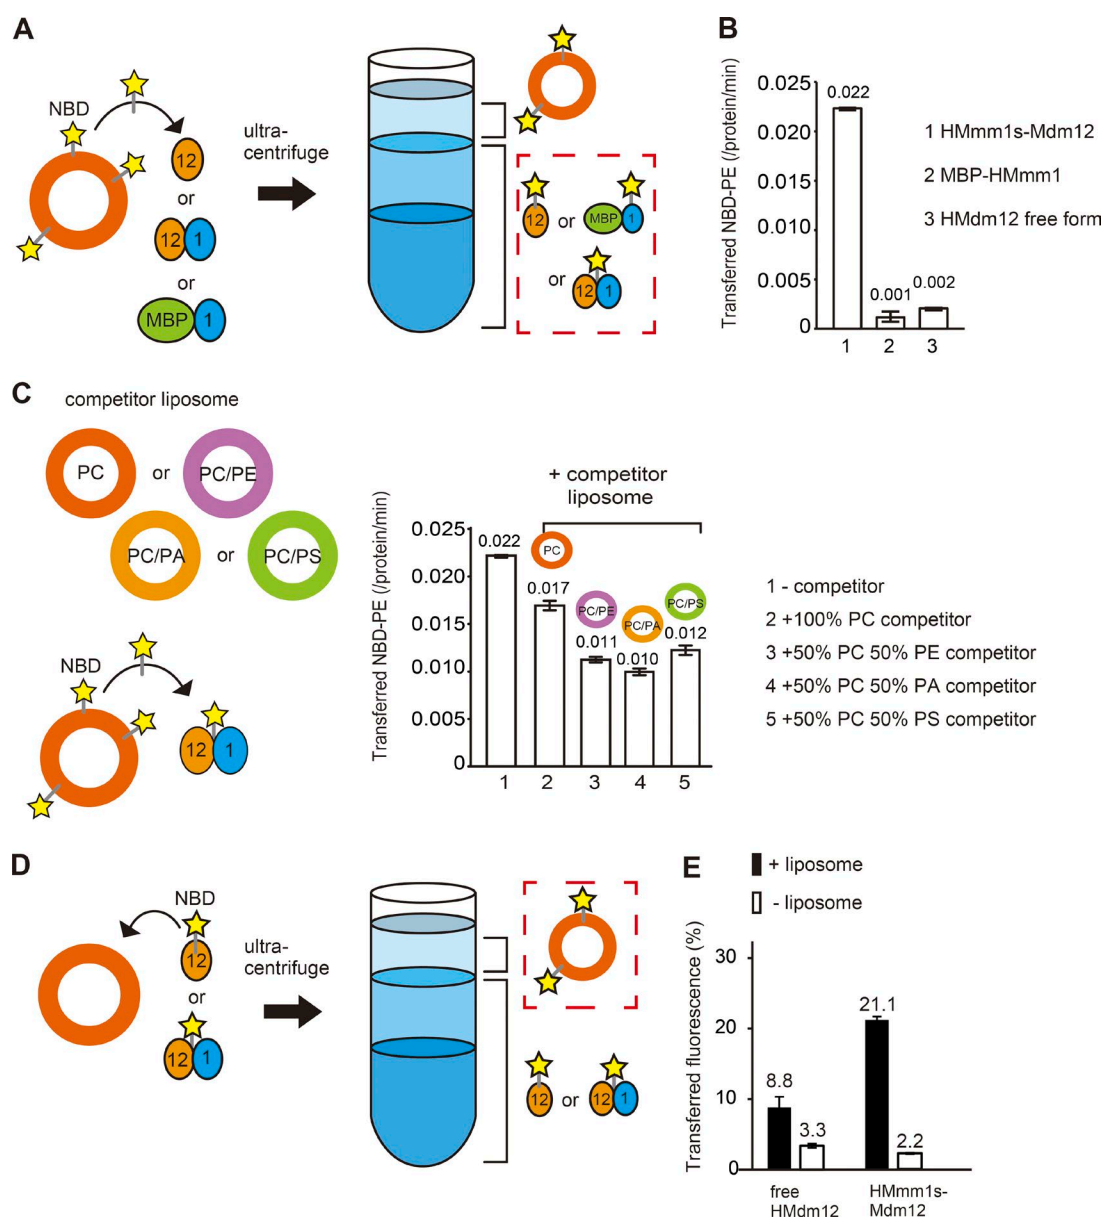 A
NBD
12
or
12 1
or
MBP 1
ultra-
centrifuge
12 or MBP 1
or
12 1
B
Transferred NBD-PE (/protein/min)
0.025
0.020
0.015
0.010
0.005
0
0.022
0.001
0.002
1 2 3
1 HMmm1s-Mdm12
2 MBP-HMmm1
3 HMdm12 free form
C
competitor liposome
PC or PC/PE
PC/PA or PC/PS
NBD
12 1
+ competitor
liposome
Transferred NBD-PE (/protein/min)
0.025
0.020
0.015
0.010
0.005
0
0.022
PC
0.017
PC/PE
0.011
PC/PA
0.010
PC/PS
0.012
1 2 3 4 5
1 - competitor
2 +100% PC competitor
3 +50% PC 50% PE competitor
4 +50% PC 50% PA competitor
5 +50% PC 50% PS competitor
D
NBD
12
or
12 1
ultra-
centrifuge
12 or 12 1
E
+ liposome
- liposome
Transferred fluorescence (%)
30
20
10
0
8.8
3.3
21.1
2.2
free
HMdm12
HMmm1s-
Mdm12